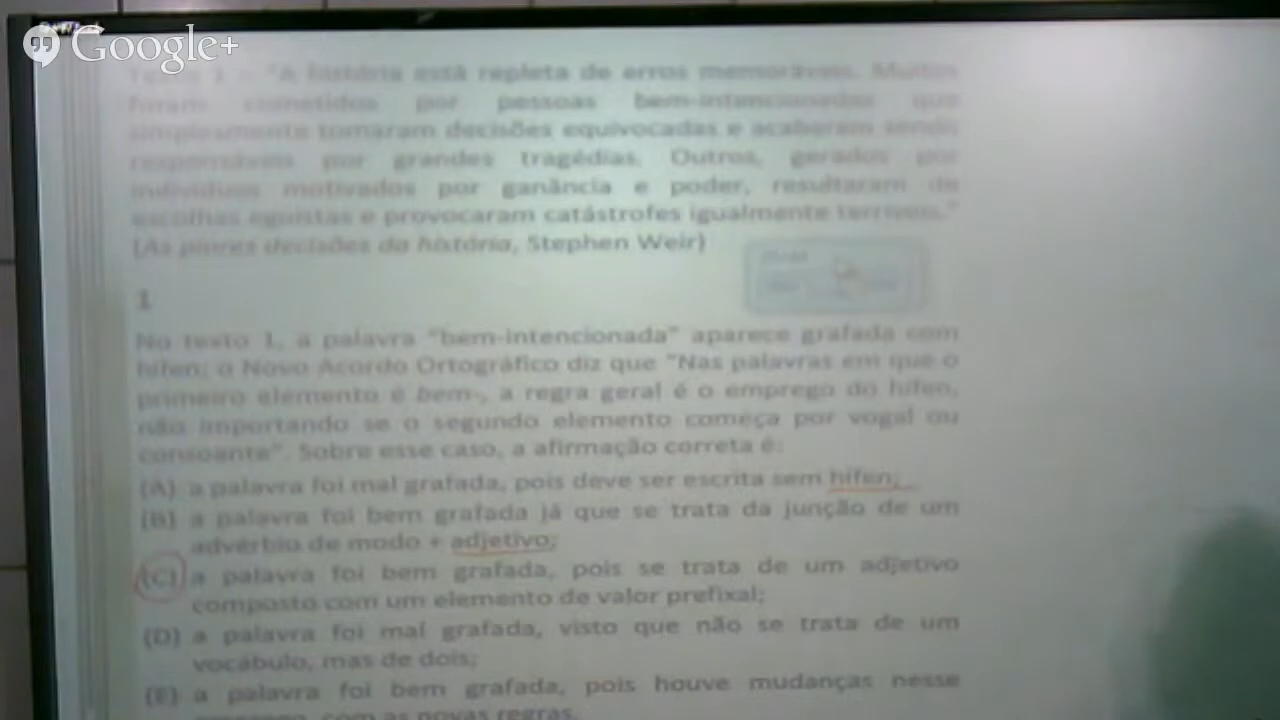 Google+
Texto 1 – "A história está repleta de erros memoráveis. Muitos
foram cometidos por pessoas bem-intencionadas que
simplesmente tomaram decisões equivocadas e acabaram sendo
responsáveis por grandes tragédias. Outros, gerados por
indivíduos motivados por ganância e poder, resultaram de
escolhas egoístas e provocaram catástrofes igualmente terríveis."
(As piores decisões da história, Stephen Weir)
1
No texto 1, a palavra "bem-intencionada" aparece grafada com
hífen; o Novo Acordo Ortográfico diz que "Nas palavras em que o
primeiro elemento é bem-, a regra geral é o emprego do hífen,
não importando se o segundo elemento começa por vogal ou
consoante". Sobre esse caso, a afirmação correta é:
(A) a palavra foi mal grafada, pois deve ser escrita sem hífen;
(B) a palavra foi bem grafada já que se trata da junção de um
advérbio de modo + adjetivo;
(C) a palavra foi bem grafada, pois se trata de um adjetivo
composto com um elemento de valor prefixal;
(D) a palavra foi mal grafada, visto que não se trata de um
vocábulo, mas de dois;
(E) a palavra foi bem grafada, pois houve mudanças nesse
emprego, com as novas regras.